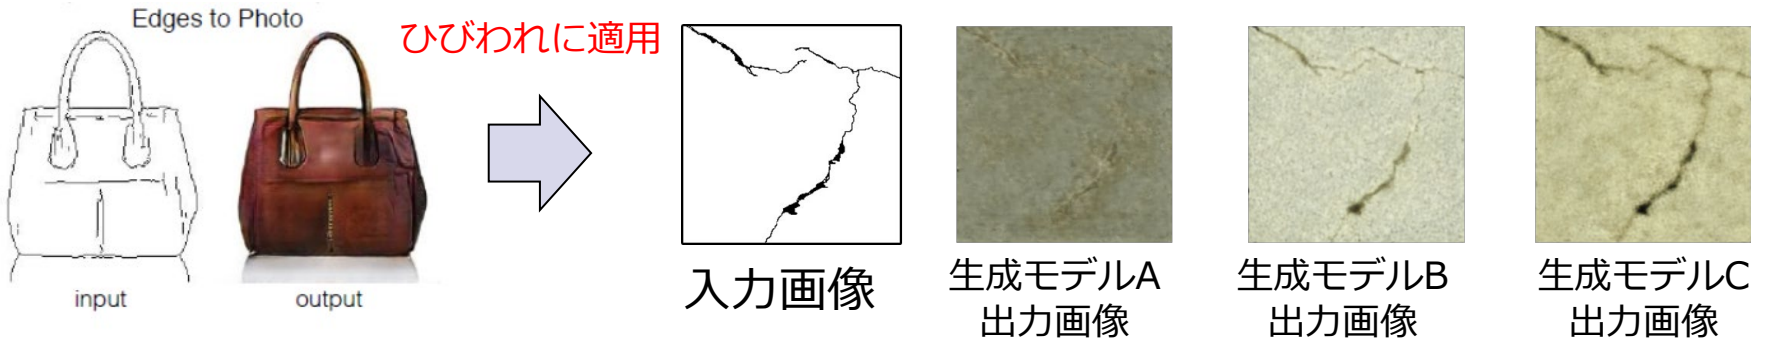 Edges to Photo
input
output
ひびわれに適用
入力画像
生成モデルA
出力画像
生成モデルB
出力画像
生成モデルC
出力画像